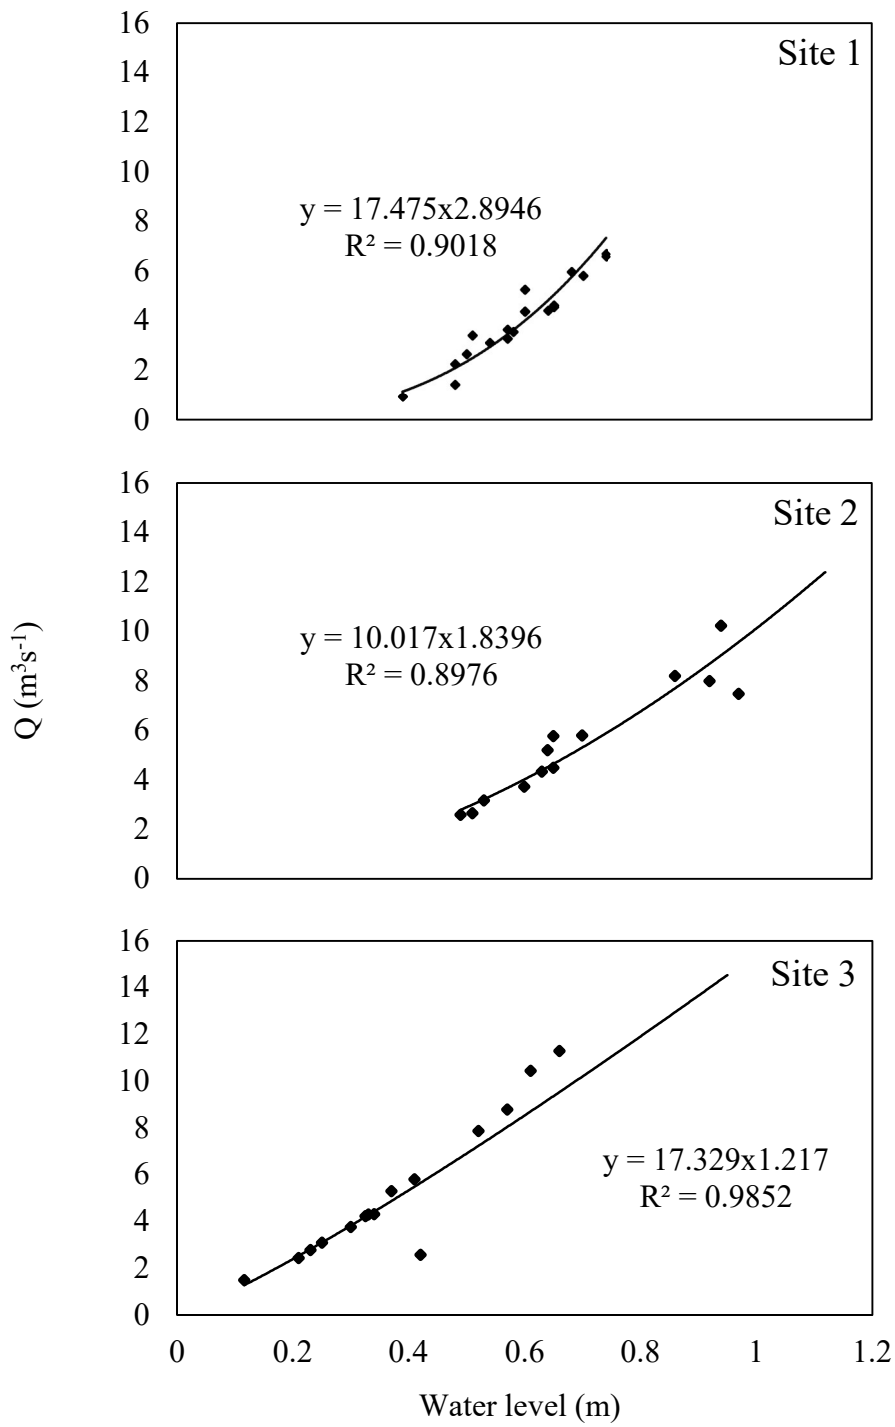 16
14
12
10
8
6
4
2
0
Site 1
y = 17.475x2.8946
R² = 0.9018
16
14
12
10
8
6
4
2
0
Site 2
y = 10.017x1.8396
R² = 0.8976
Q (m³s⁻¹)
16
14
12
10
8
6
4
2
0
Site 3
y = 17.329x1.217
R² = 0.9852
0 0.2 0.4 0.6 0.8 1 1.2
Water level (m)